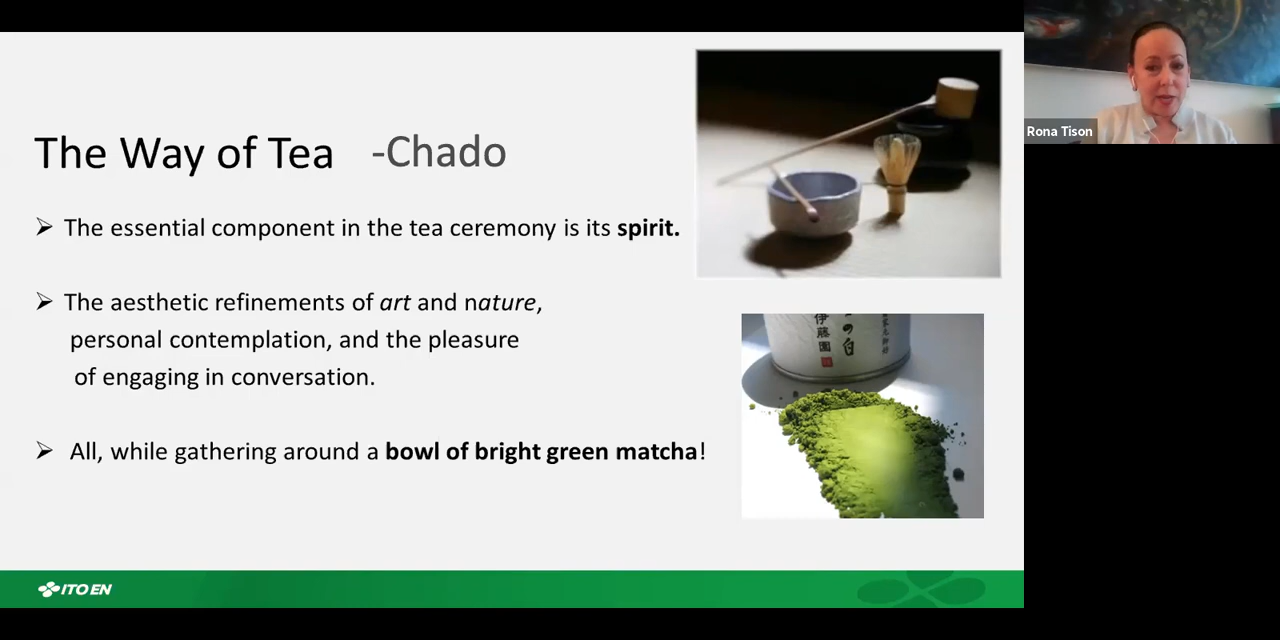 The Way of Tea -Chado
➢ The essential component in the tea ceremony is its spirit.
➢ The aesthetic refinements of art and nature,
personal contemplation, and the pleasure
of engaging in conversation.
➢ All, while gathering around a bowl of bright green matcha!
伊藤園
の白
ITO EN
Rona Tison